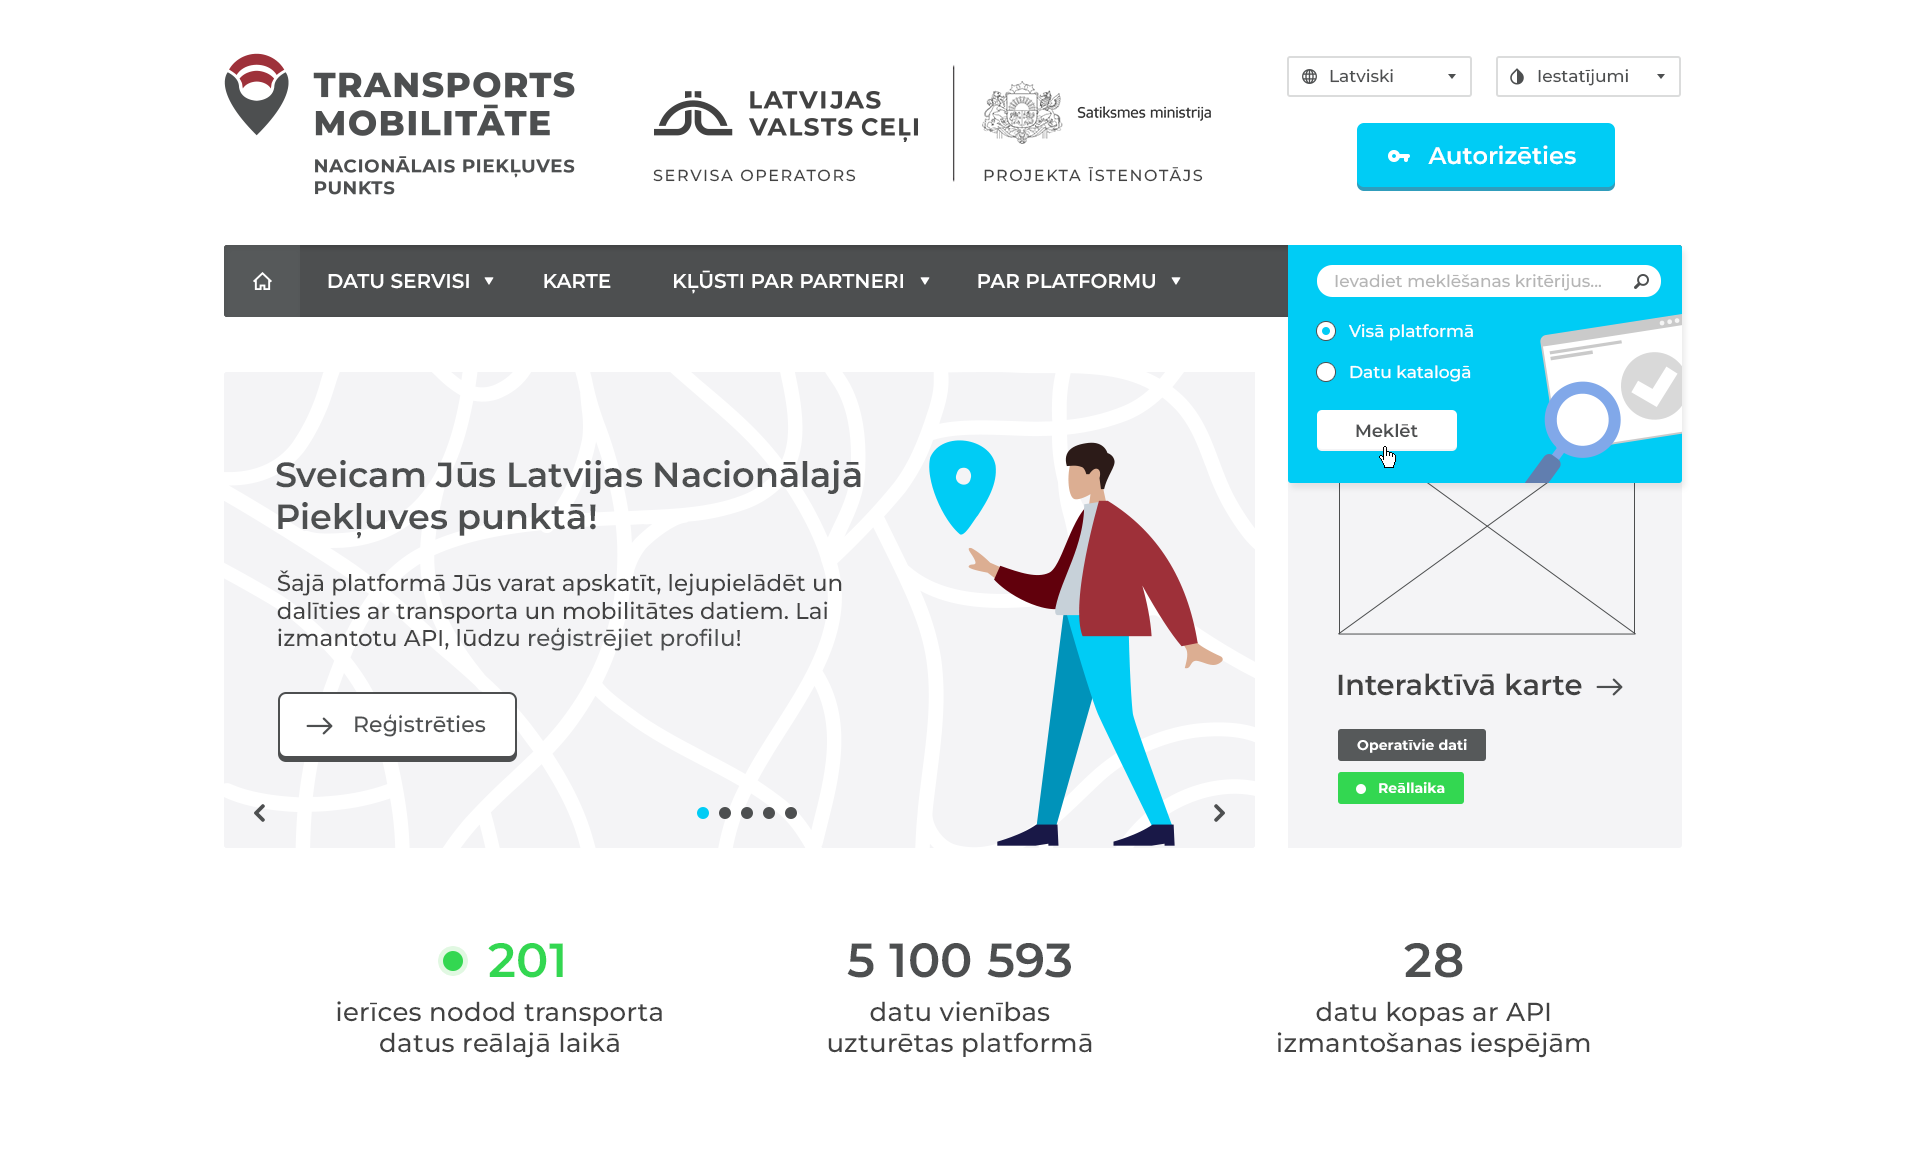 TRANSPORTS
MOBILITĀTE
NACIONĀLAIS PIEKĻUVES
PUNKTS
LATVIJAS
VALSTS CEĻI
SERVISA OPERATORS
Satiksmes ministrija
PROJEKTA ĪSTENOTĀJS
Latviski
Iestatījumi
Autorizēties
DATU SERVISI
KARTE
KĻŪSTI PAR PARTNERI
PAR PLATFORMU
Ievadiet meklēšanas kritērijus...
Visā platformā
Datu katalogā
Meklēt
Sveicam Jūs Latvijas Nacionālajā
Piekļuves punktā!
Šajā platformā Jūs varat apskatīt, lejupielādēt un
dalīties ar transporta un mobilitātes datiem. Lai
izmantotu API, lūdzu reģistrējiet profilu!
Reģistrēties
Interaktīvā karte
Operatīvie dati
Reāllaika
201
ierīces nodod transporta
datus reālajā laikā
5 100 593
datu vienības
uzturētas platformā
28
datu kopas ar API
izmantošanas iespējām